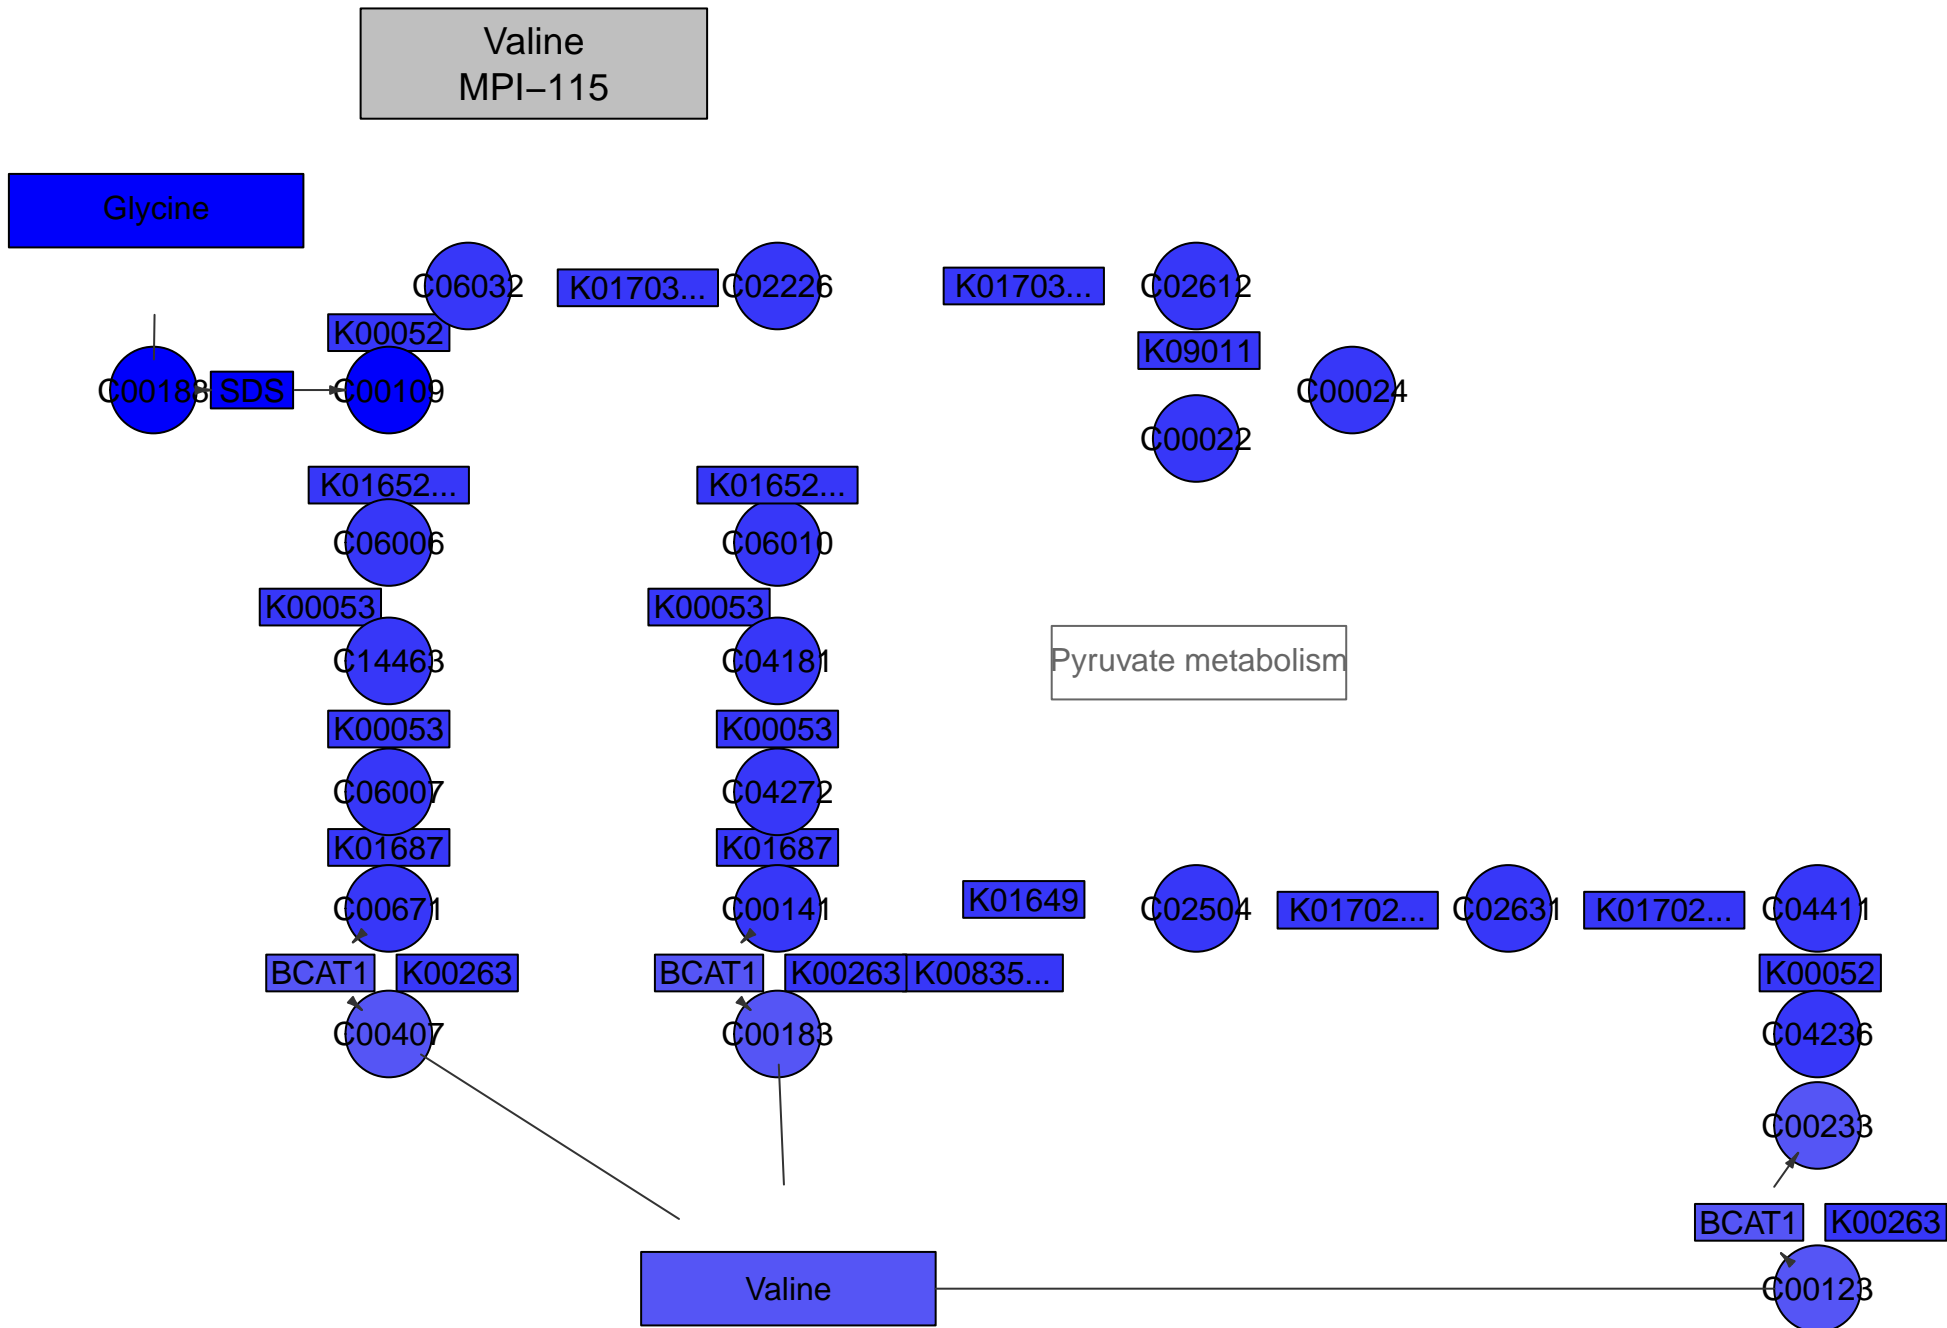 Valine
MPI−115
Glycine
C06032
K01703...
C02226
K01703...
C02612
K00052
K09011
C00188
SDS
C00109
C00024
C00022
K01652...
K01652...
C06006
C06010
K00053
K00053
C14463
C04181
Pyruvate metabolism
K00053
K00053
C06007
C04272
K01687
K01687
C00671
C00141
K01649
C02504
K01702...
C02631
K01702...
C04411
BCAT1
K00263
BCAT1
K00263
K00835...
K00052
C00407
C00183
C04236
C00233
BCAT1
K00263
Valine
C00123